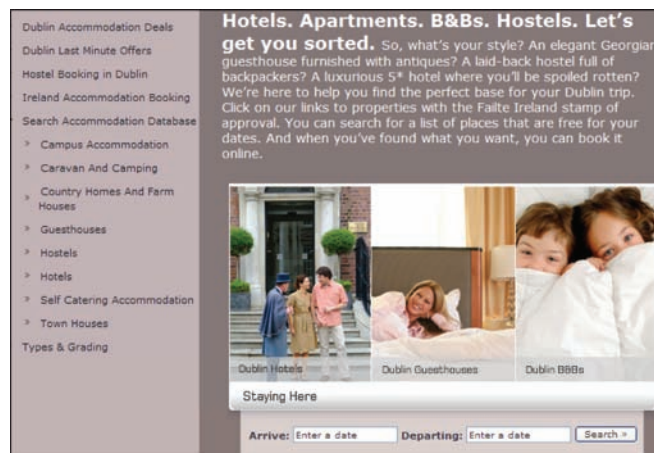 Dublin Accommodation Deals
Dublin Last Minute Offers
Hostel Booking in Dublin
Ireland Accommodation Booking
Search Accommodation Database
» Campus Accommodation
» Caravan And Camping
» Country Homes And Farm
Houses
» Guesthouses
» Hostels
» Hotels
» Self Catering Accommodation
» Town Houses
Types & Grading
Hotels. Apartments. B&Bs. Hostels. Let's
get you sorted. So, what's your style? An elegant Georgian
guesthouse furnished with antiques? A laid-back hostel full of
backpackers? A luxurious 5* hotel where you'll be spoiled rotten?
We're here to help you find the perfect base for your Dublin trip.
Click on our links to properties with the Failte Ireland stamp of
approval. You can search for a list of places that are free for your
dates. And when you've found what you want, you can book it
online.
Dublin Hotels
Dublin Guesthouses
Dublin B&Bs
Staying Here
Arrive: Enter a date Departing: Enter a date Search »